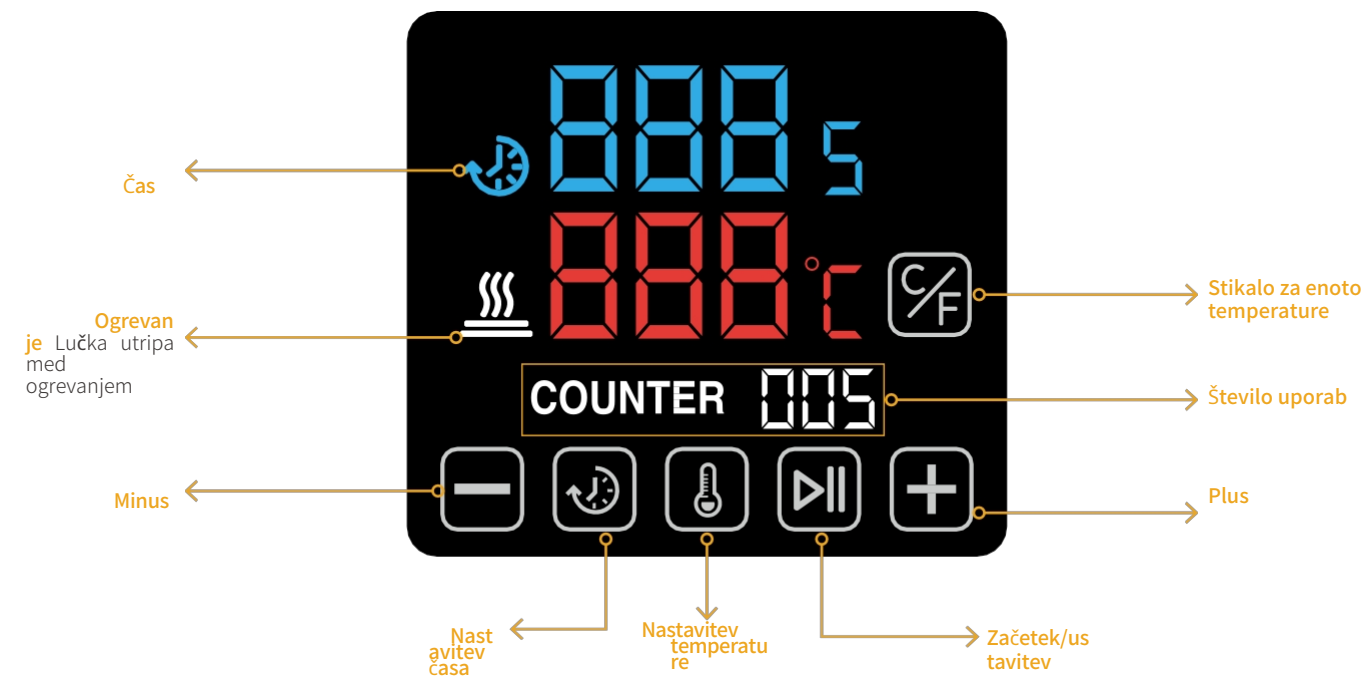 888 S
Čas
888 °C
C/F
Stikalo za enoto
temperature
Ogrevan
je Lučka utripa
med
ogrevanjem
COUNTER 005
Število uporab
Minus
Plus
Nast
avitev
časa
Nastavitev
temperatu
re
Začetek/us
tavitev